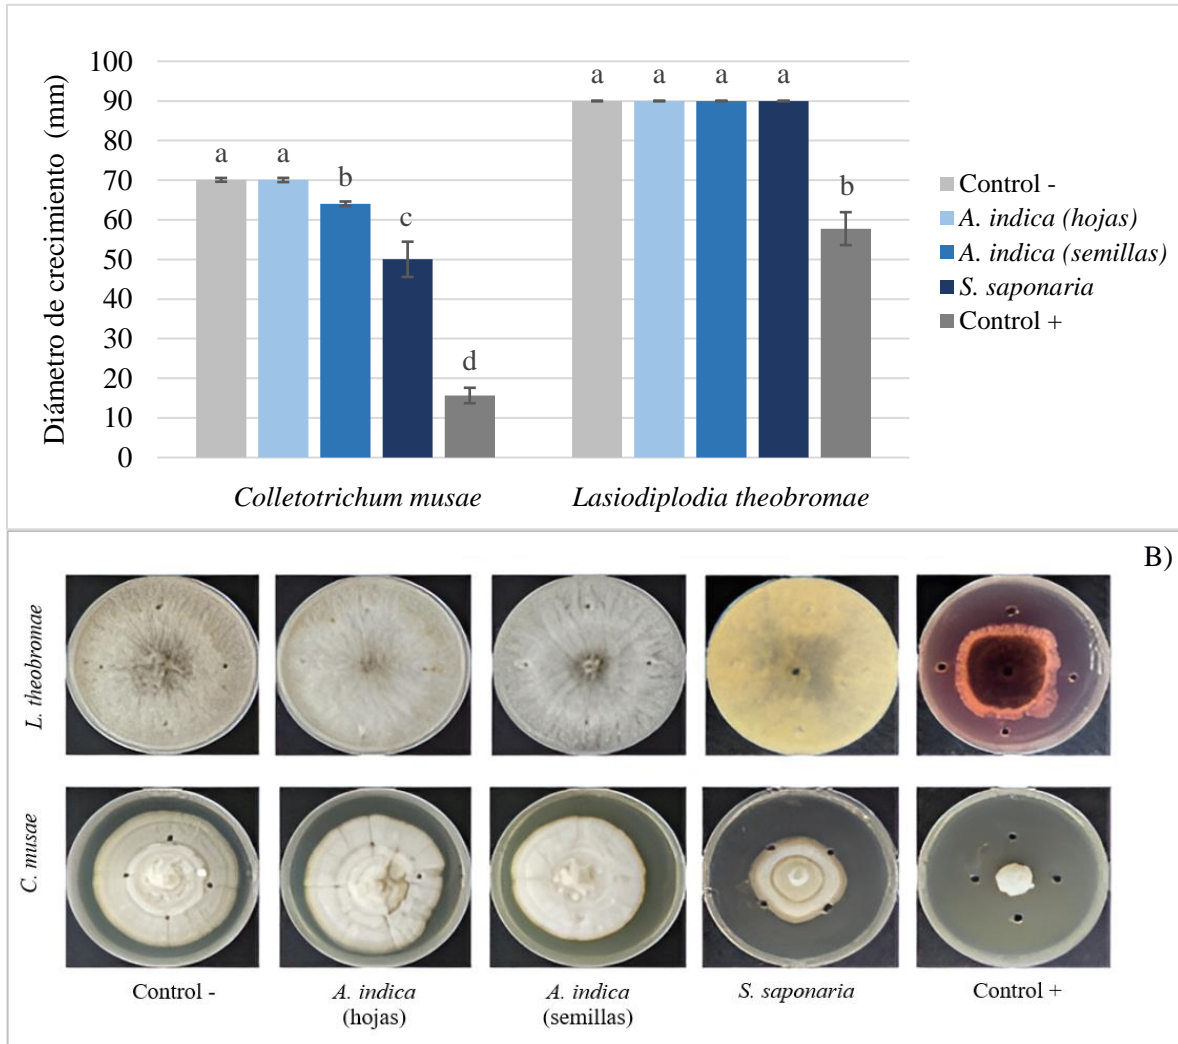 100
90
80
70
60
50
40
30
20
10
0
Diámetro de crecimiento (mm)
a
a
b
c
d
a
a
a
a
b
Colletotrichum musae
Lasiodiplodia theobromae
Control -
A. indica (hojas)
A. indica (semillas)
S. saponaria
Control +
B)
L. theobromae
C. musae
Control -
A. indica
(hojas)
A. indica
(semillas)
S. saponaria
Control +